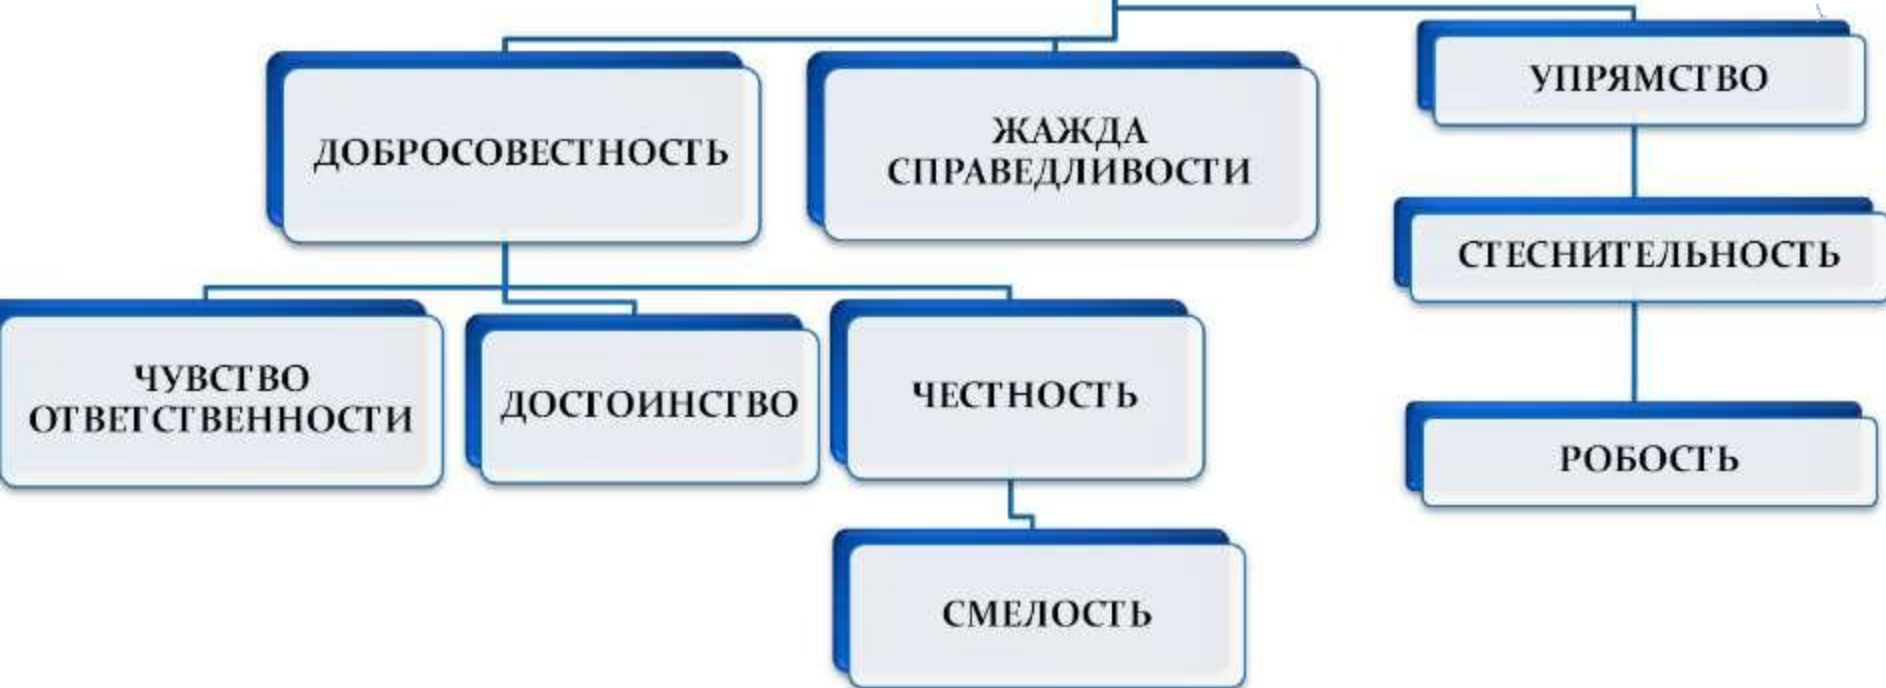 ДОБРОСОВЕСТНОСТЬ
ЖАЖДА
СПРАВЕДЛИВОСТИ
УПРЯМСТВО
СТЕСНИТЕЛЬНОСТЬ
ЧУВСТВО
ОТВЕТСТВЕННОСТИ
ДОСТОИНСТВО
ЧЕСТНОСТЬ
РОБОСТЬ
СМЕЛОСТЬ